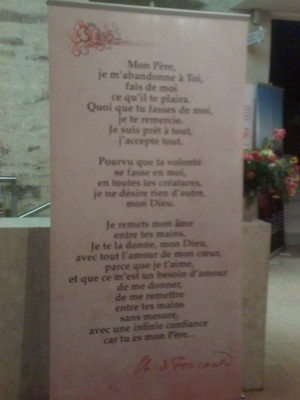 Mon Père,
je m'abandonne à Toi,
fais de moi
ce qu'il te plaira.
Quoi que tu fasses de moi,
je te remercie.
Je suis prêt à tout,
j'accepte tout.
Pourvu que ta volonté
se fasse en moi,
en toutes tes créatures,
je ne désire rien d'autre,
mon Dieu.
Je remets mon âme
entre tes mains.
Je te la donne, mon Dieu,
avec tout l'amour de mon cœur,
parce que je t'aime,
et que ce m'est un besoin d'amour
de me donner,
de me remettre
entre tes mains
sans mesure,
avec une infinie confiance
car tu es mon Père...
Ch. de Foucauld